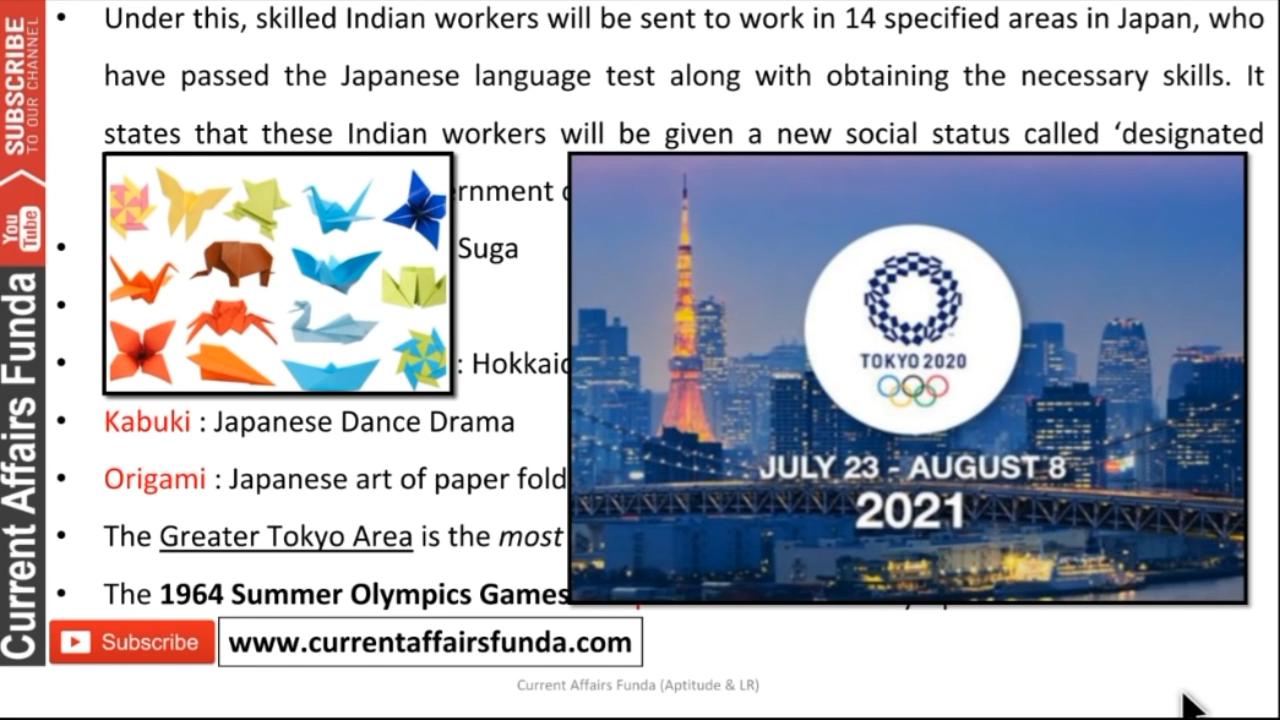 Under this, skilled Indian workers will be sent to work in 14 specified areas in Japan, who
have passed the Japanese language test along with obtaining the necessary skills. It
states that these Indian workers will be given a new social status called ‘designated
Suga
: Hokkaid
Kabuki : Japanese Dance Drama
Origami : Japanese art of paper fold
The Greater Tokyo Area is the most
The 1964 Summer Olympics Games
TOKYO 2020
JULY 23 - AUGUST 8
2021
SUBSCRIBE
TO OUR CHANNEL
You
Tube
Current Affairs Funda
Subscribe
www.currentaffairsfunda.com
Current Affairs Funda (Aptitude & LR)